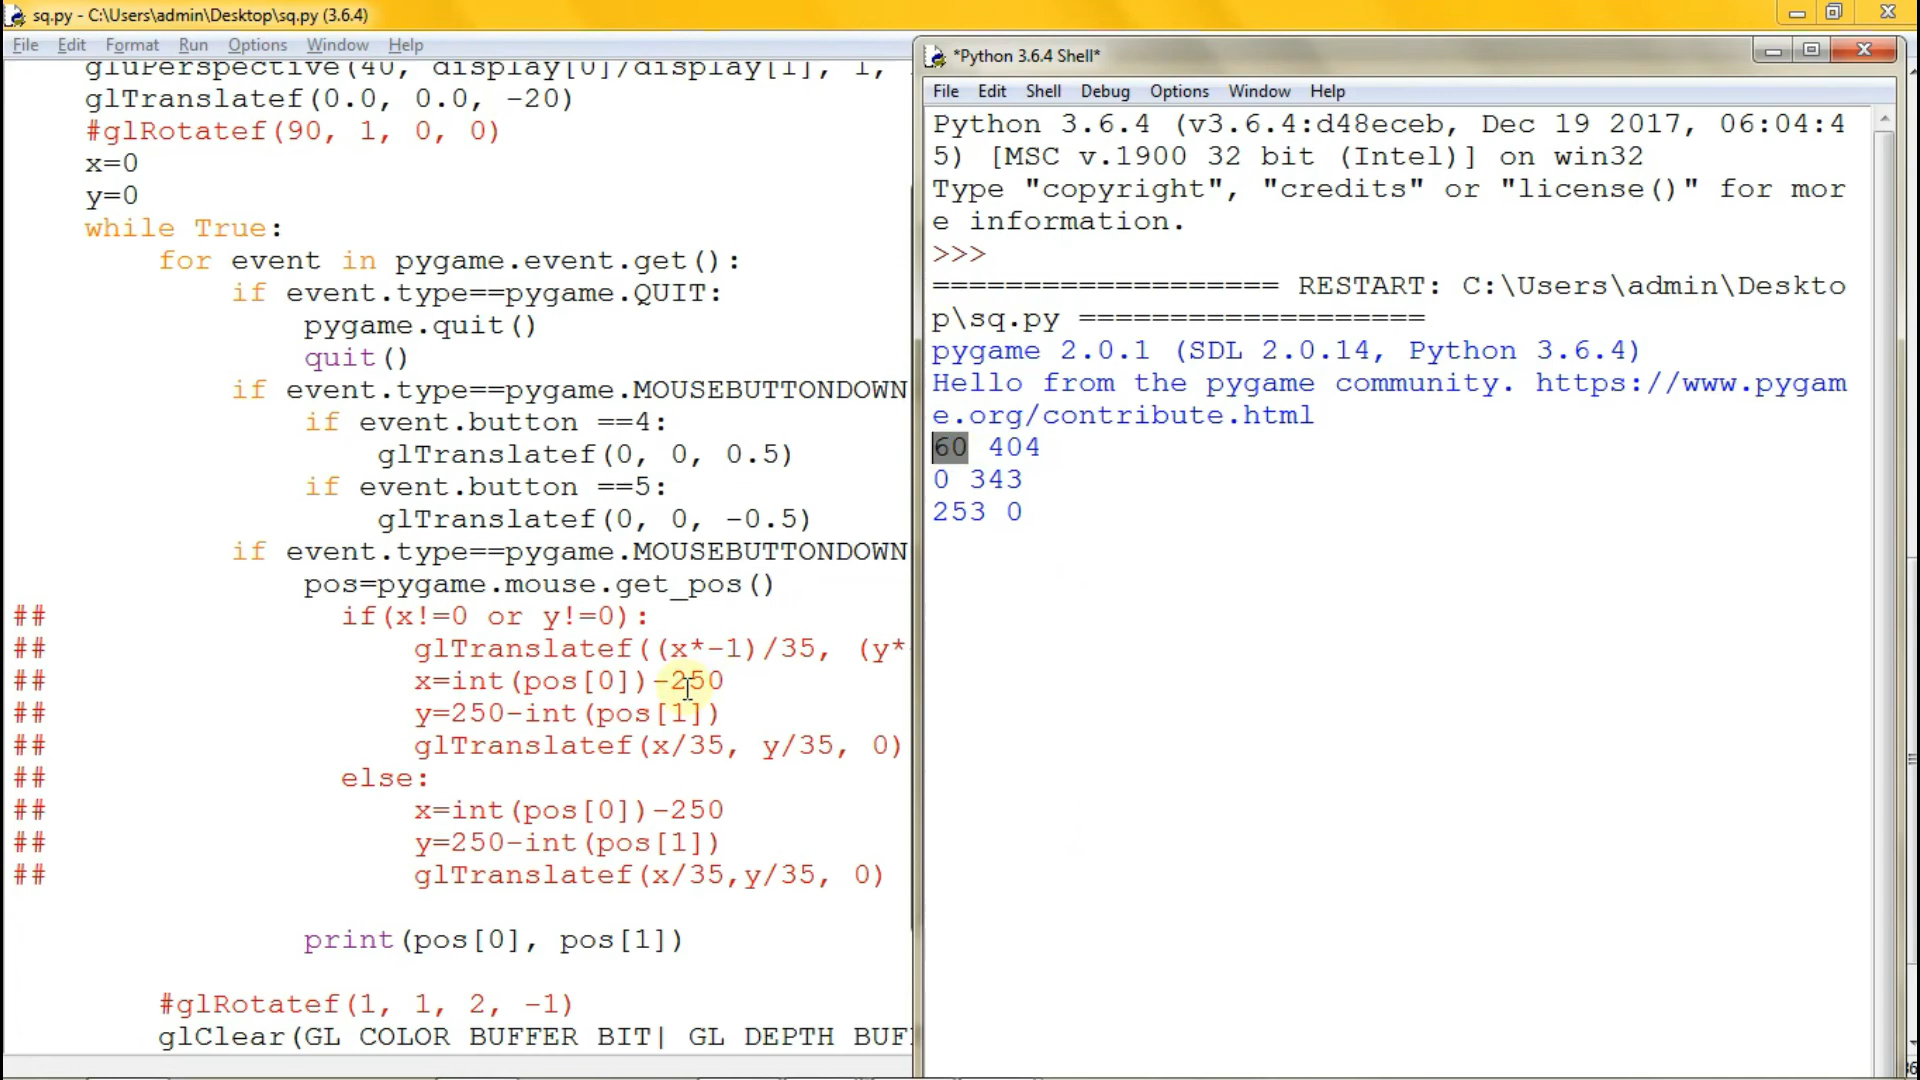 sq.py - C:\Users\admin\Desktop\sq.py (3.6.4)
File Edit Format Run Options Window Help
gluPerspective(40, display[0]/display[1], 1,
glTranslatef(0.0, 0.0, -20)
#glRotatef(90, 1, 0, 0)
x=0
y=0
while True:
for event in pygame.event.get():
if event.type==pygame.QUIT:
pygame.quit()
quit()
if event.type==pygame.MOUSEBUTTONDOWN
if event.button ==4:
glTranslatef(0, 0, 0.5)
if event.button ==5:
glTranslatef(0, 0, -0.5)
if event.type==pygame.MOUSEBUTTONDOWN
pos=pygame.mouse.get_pos()
## if(x!=0 or y!=0):
## glTranslatef((x*-1)/35, (y*
## x=int(pos[0])-250
## y=250-int(pos[1])
## glTranslatef(x/35, y/35, 0)
## else:
## x=int(pos[0])-250
## y=250-int(pos[1])
## glTranslatef(x/35,y/35, 0)
print(pos[0], pos[1])
#glRotatef(1, 1, 2, -1)
glClear(GL_COLOR_BUFFER_BIT| GL_DEPTH_BUF
*Python 3.6.4 Shell*
File Edit Shell Debug Options Window Help
Python 3.6.4 (v3.6.4:d48eceb, Dec 19 2017, 06:04:4
5) [MSC v.1900 32 bit (Intel)] on win32
Type "copyright", "credits" or "license()" for mor
e information.
>>>
=================== RESTART: C:\Users\admin\Deskto
p\sq.py ===================
pygame 2.0.1 (SDL 2.0.14, Python 3.6.4)
Hello from the pygame community. https://www.pygam
e.org/contribute.html
60 404
0 343
253 0